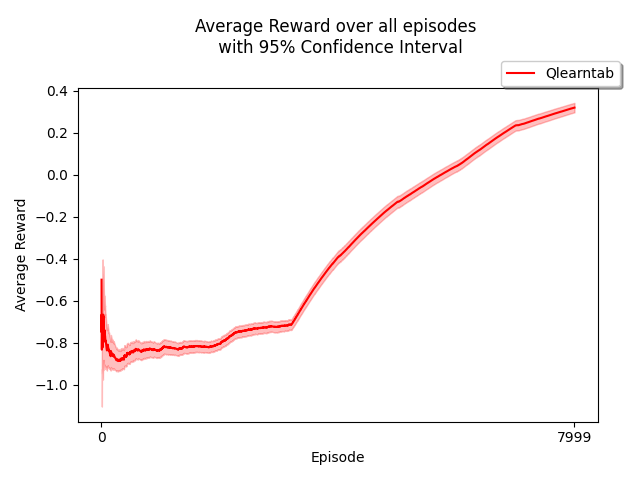 Average Reward over all episodes
with 95% Confidence Interval
Qlearntab
0.4
0.2
0.0
−0.2
−0.4
−0.6
−0.8
−1.0
Average Reward
0 7999
Episode